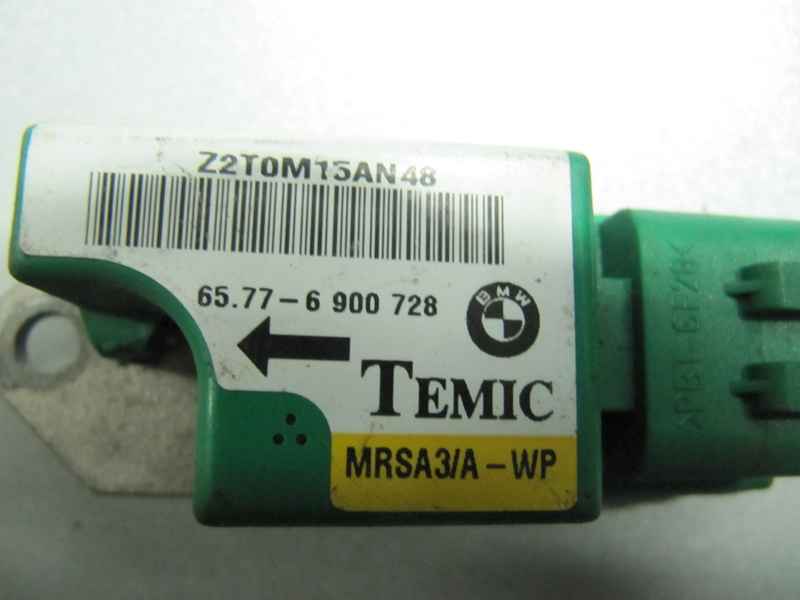 Z2T0M15AN48
65.77-6 900 728
BMW
TEMIC
MRSA3/A-WP